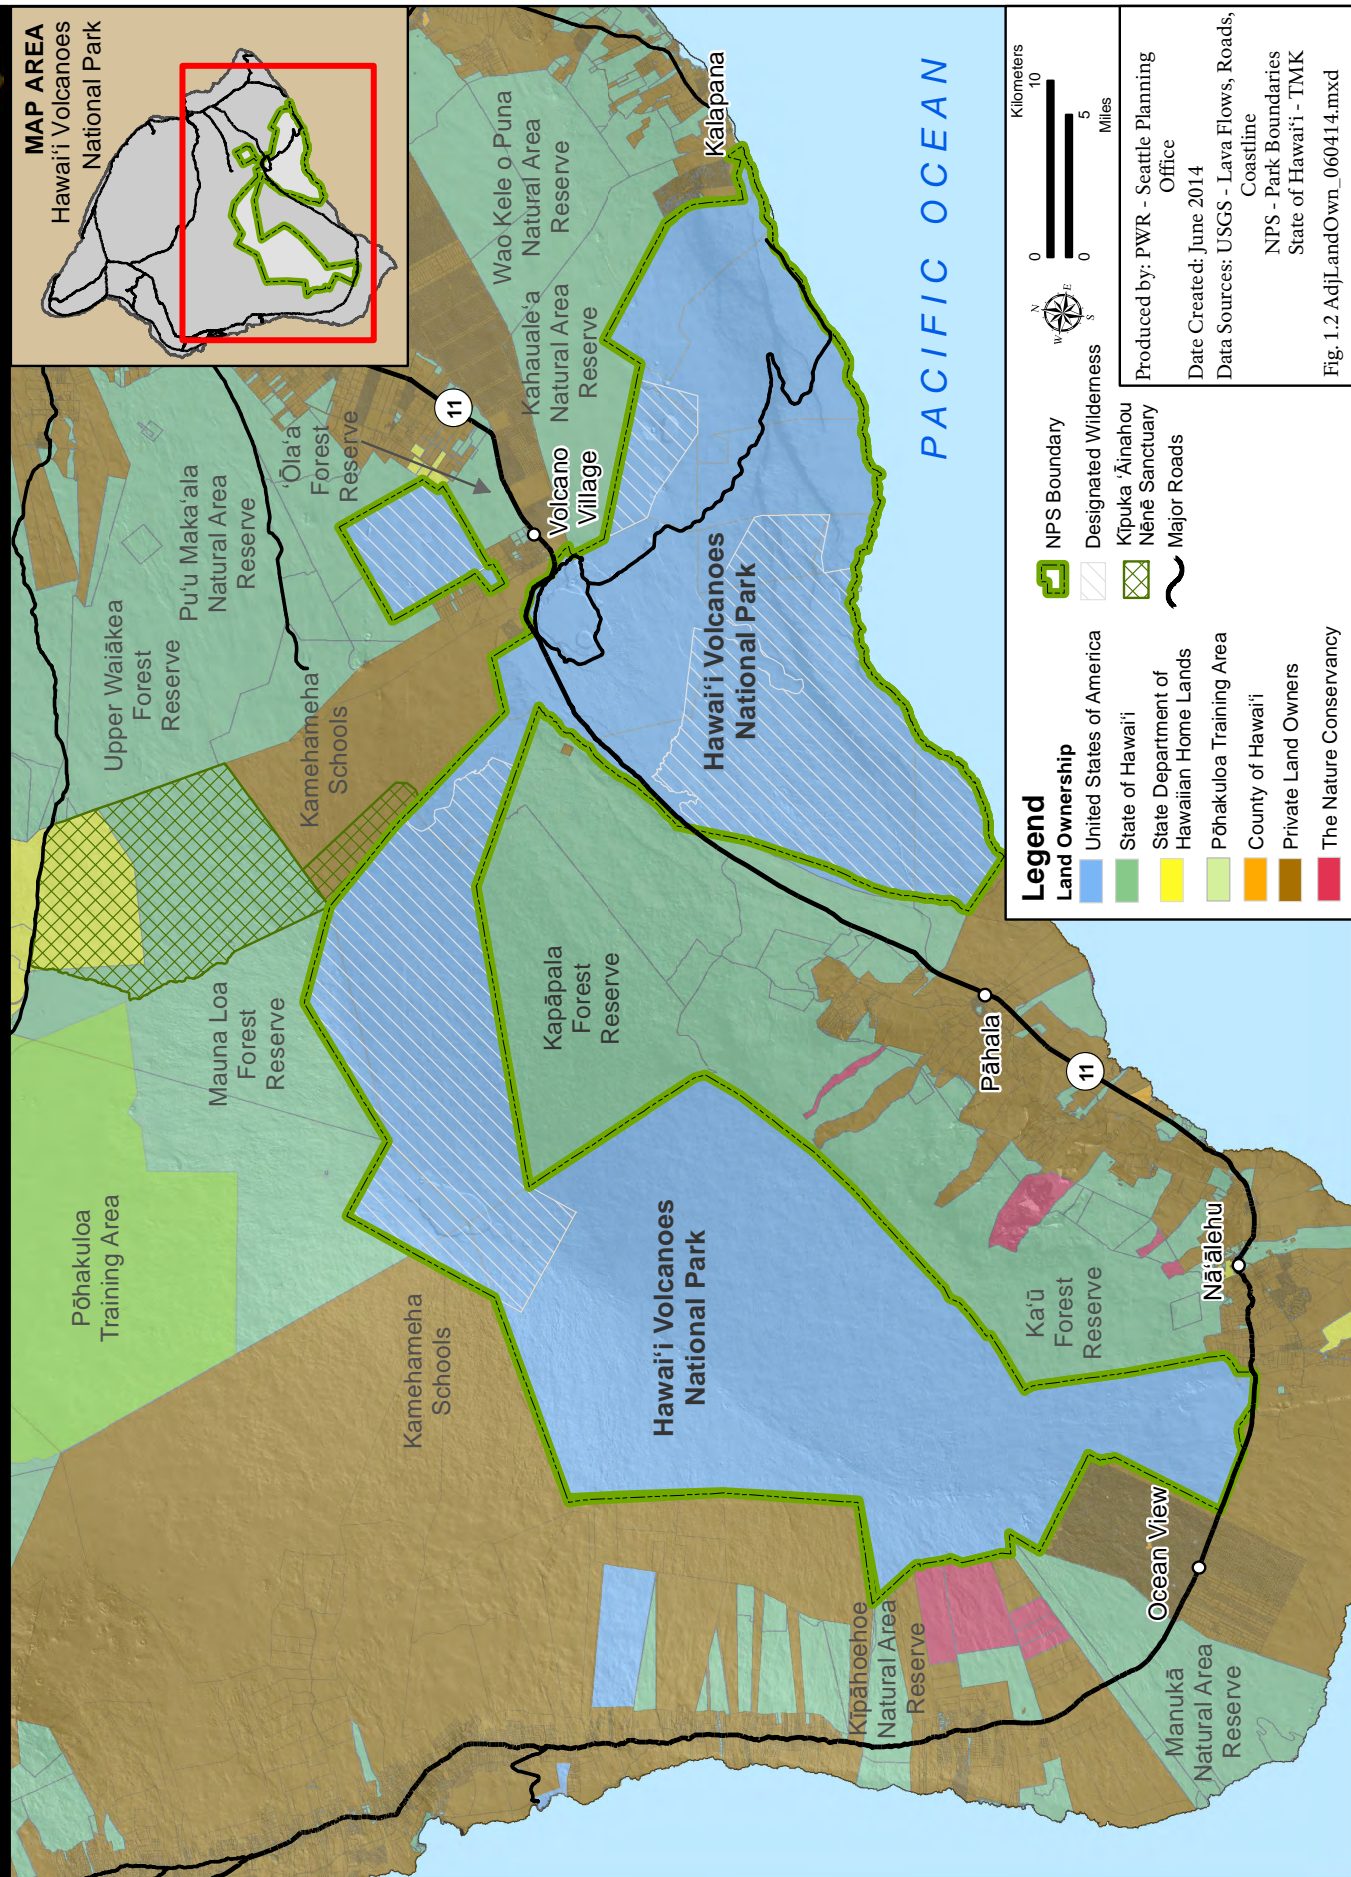 MAP AREA
Hawai‘i Volcanoes
National Park
Pōhakuloa
Training Area
Mauna Loa
Forest
Reserve
Upper Waiākea
Forest
Reserve
Pu‘u Maka‘ala
Natural Area
Reserve
‘Ōla‘a
Forest
Reserve
Kamehameha
Schools
Kamehameha
Schools
11
Volcano
Village
Kahauale‘a
Natural Area
Reserve
Wao Kele o Puna
Natural Area
Reserve
Kalapana
Kapāpala
Forest
Reserve
Hawai‘i Volcanoes
National Park
Hawai‘i Volcanoes
National Park
PACIFIC OCEAN
Kīpāhoehoe
Natural Area
Reserve
Manukā
Natural Area
Reserve
Ocean View
Ka‘ū
Forest
Reserve
Nā‘ālehu
Pāhala
11
Legend
Land Ownership
United States of America
State of Hawai‘i
State Department of
Hawaiian Home Lands
Pōhakuloa Training Area
County of Hawai‘i
Private Land Owners
The Nature Conservancy
NPS Boundary
Designated Wilderness
Kīpuka ‘Āinahou
Nēnē Sanctuary
Major Roads
N
E
S
W
Kilometers
0 10
0 5
Miles
Produced by: PWR - Seattle Planning
Office
Date Created: June 2014
Data Sources: USGS - Lava Flows, Roads,
Coastline
NPS - Park Boundaries
State of Hawai‘i - TMK
Fig. 1.2 AdjLandOwn_060414.mxd